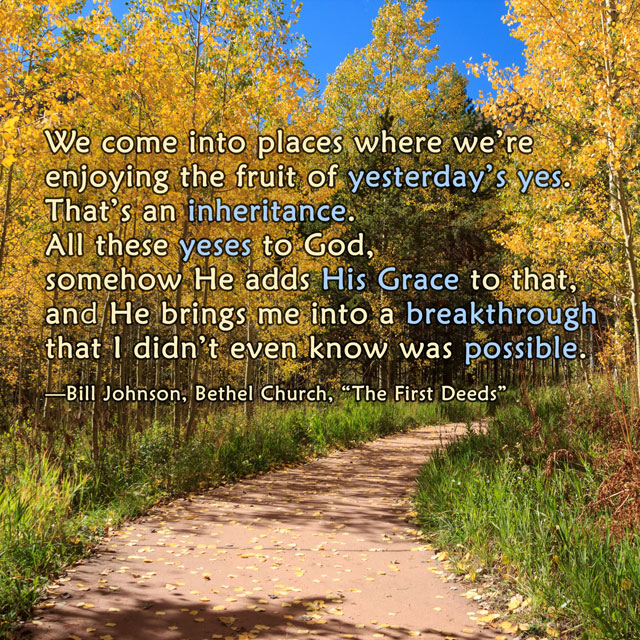 We come into places where we're
enjoying the fruit of yesterday's yes.
That's an inheritance.
All these yeses to God,
somehow He adds His Grace to that,
and He brings me into a breakthrough
that I didn't even know was possible.
—Bill Johnson, Bethel Church, “The First Deeds”